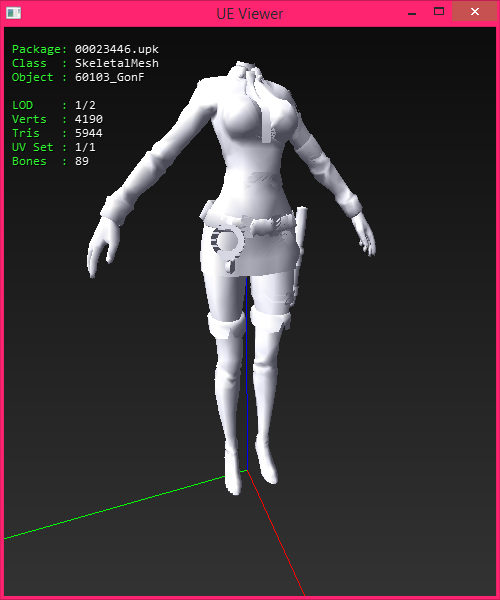 UE Viewer
Package: 00023446.upk
Class  : SkeletalMesh
Object : 60103_GonF
LOD    : 1/2
Verts  : 4190
Tris   : 5944
UV Set : 1/1
Bones  : 89